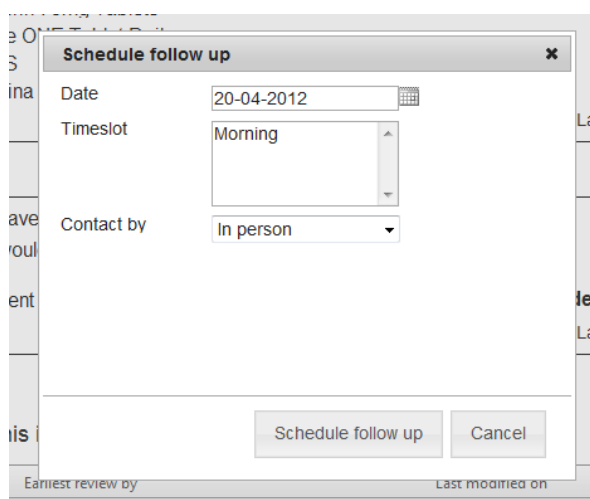 Schedule follow up
Date 20-04-2012
Timeslot Morning
Contact by In person
ent
Schedule follow up Cancel
Earliest review by Last modified on